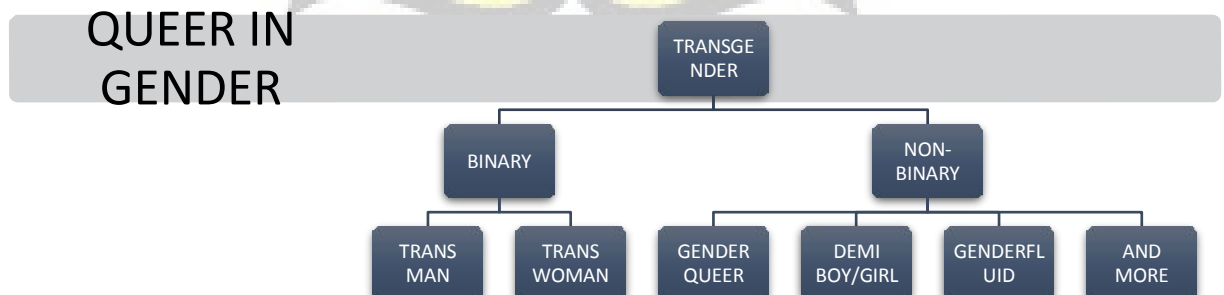 QUEER IN
GENDER
TRANSGE
NDER
BINARY
NON-
BINARY
TRANS
MAN
TRANS
WOMAN
GENDER
QUEER
DEMI
BOY/GIRL
GENDERFL
UID
AND
MORE